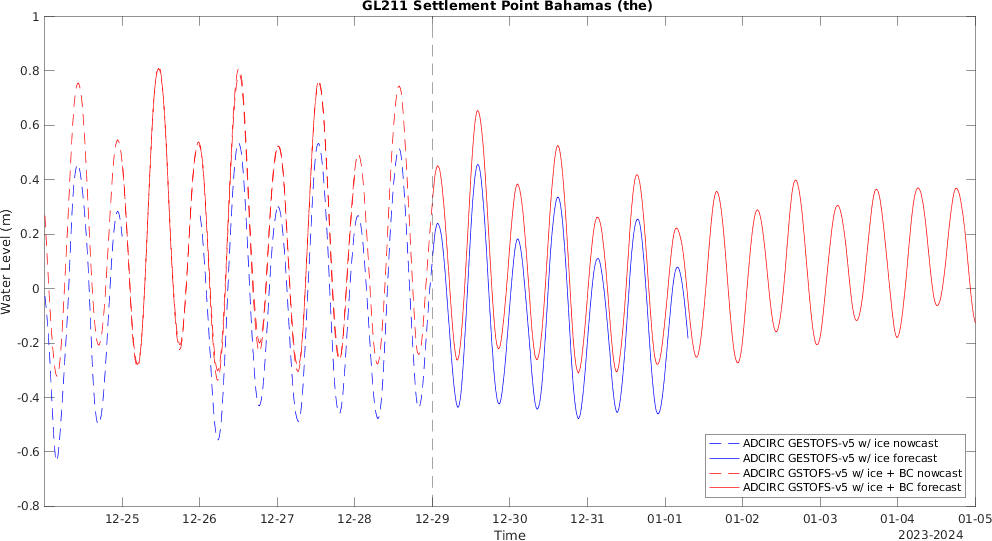 GL211 Settlement Point Bahamas (the)
1
0.8
0.6
0.4
0.2
0
-0.2
-0.4
-0.6
-0.8
Water Level (m)
ADCIRC GESTOFS-v5 w/ ice nowcast
ADCIRC GESTOFS-v5 w/ ice forecast
ADCIRC GSTOFS-v5 w/ ice + BC nowcast
ADCIRC GSTOFS-v5 w/ ice + BC forecast
12-25 12-26 12-27 12-28 12-29 12-30 12-31 01-01 01-02 01-03 01-04 01-05
Time
2023-2024